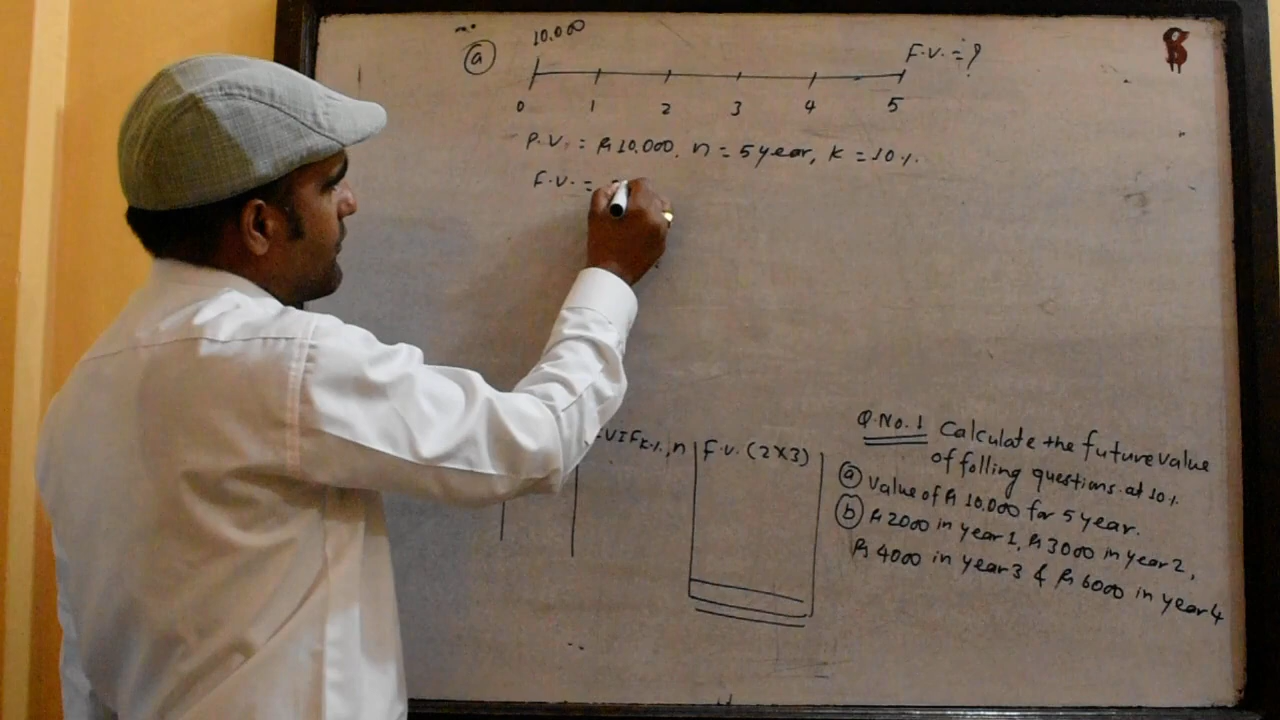 a
10.000
F.V. = ?
0 1 2 3 4 5
P.V. = Rs 10.000, n = 5 year, K = 10%.
F.V. =
VIF K%, n
F.V. (2×3)
Q.No. 1 Calculate the future value
of folling questions at 10%
a Value of Rs 10.000 for 5 year.
b Rs 2000 in year 1, Rs 3000 in year 2,
Rs 4000 in year 3 & Rs 6000 in year 4